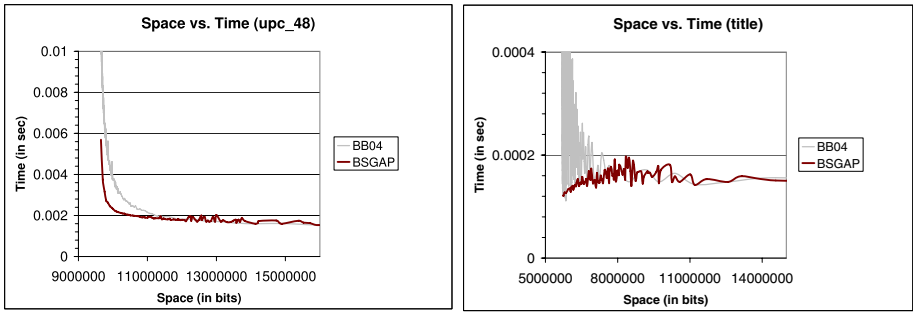 Space vs. Time (upc_48)
0.01
0.008
0.006
0.004
0.002
0
Time (in sec)
9000000 11000000 13000000 15000000
Space (in bits)
BB04
BSGAP
Space vs. Time (title)
0.0004
0.0002
0
Time (in sec)
5000000 8000000 11000000 14000000
Space (in bits)
BB04
BSGAP